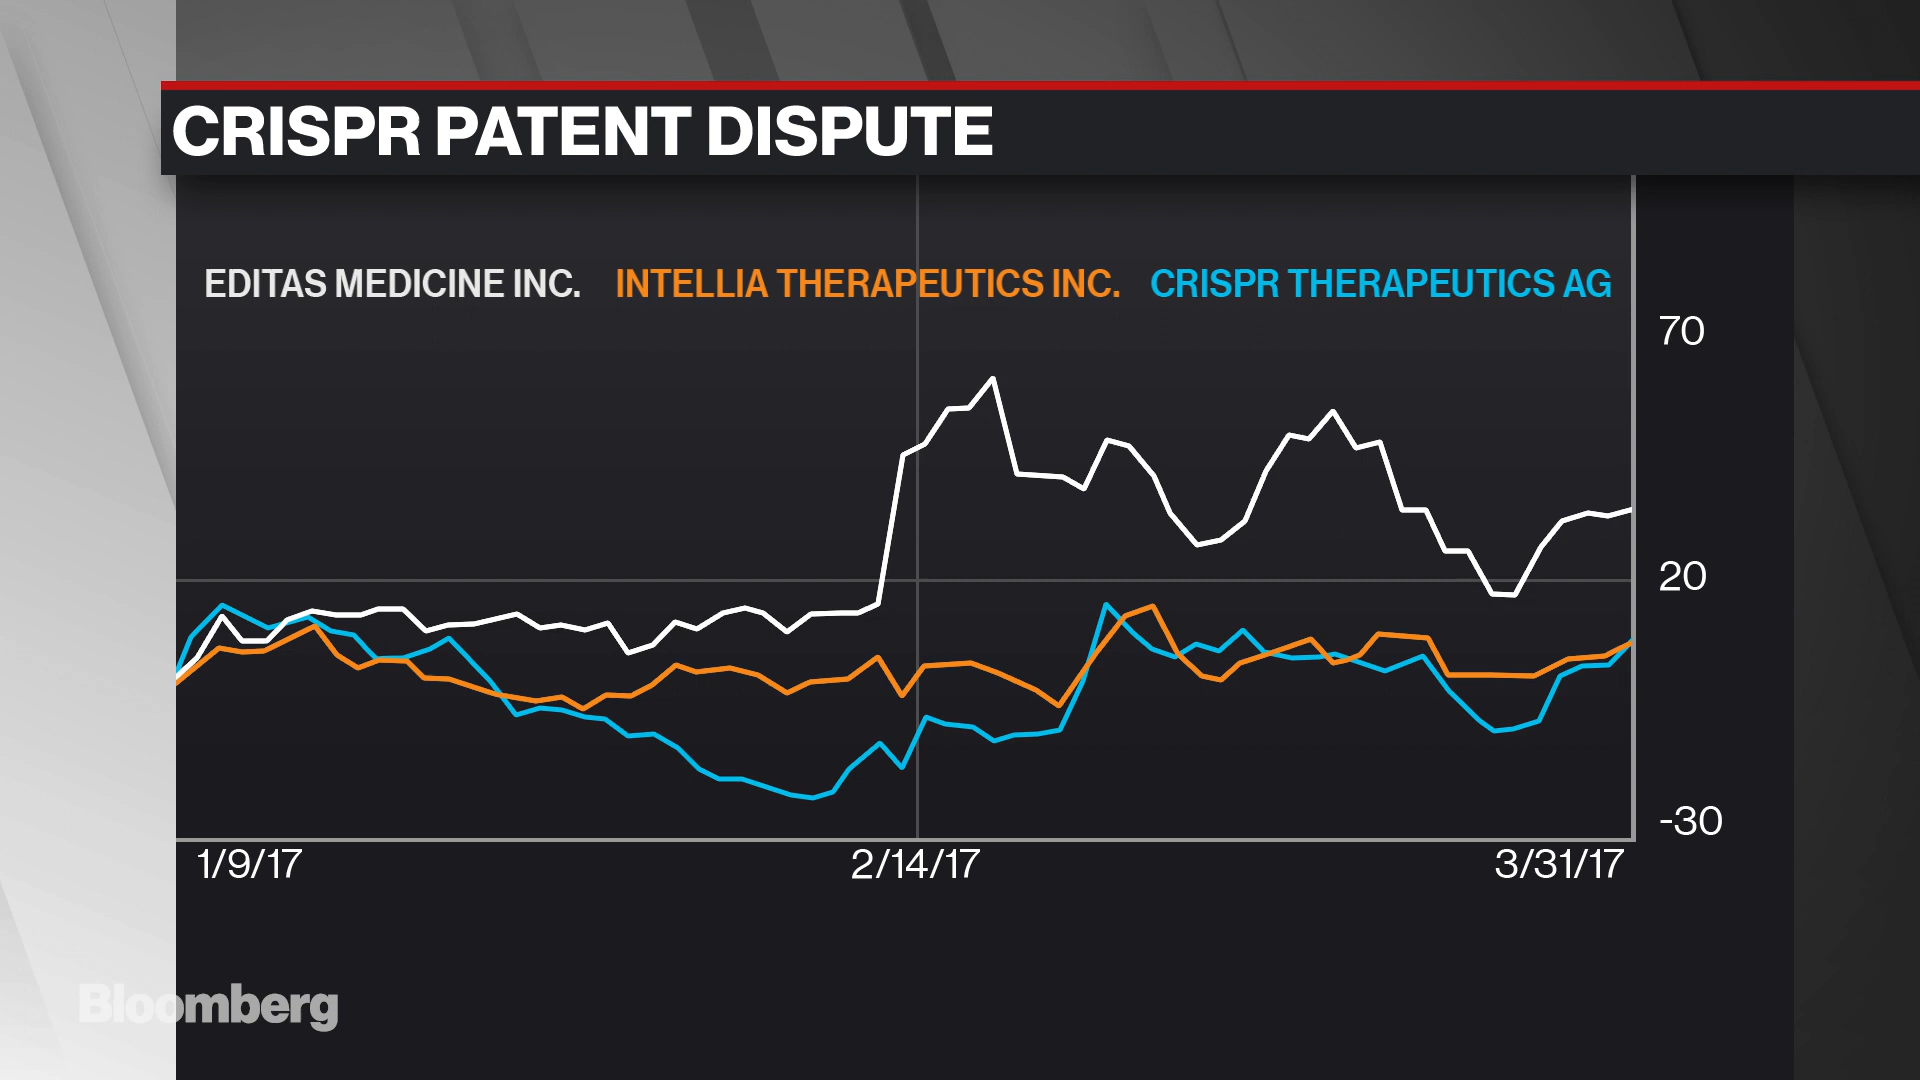 CRISPR PATENT DISPUTE
EDITAS MEDICINE INC. INTELLIA THERAPEUTICS INC. CRISPR THERAPEUTICS AG
70
20
-30
1/9/17 2/14/17 3/31/17
Bloomberg